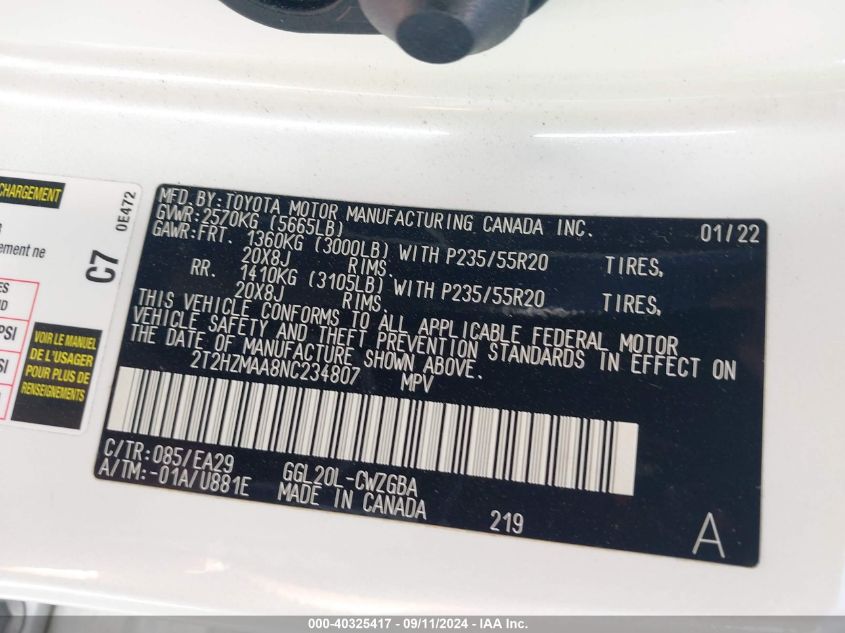 CHARGEMENT
ement ne
C7
0E472
ES
ND
PSI
SI
VOIR LE MANUEL
DE L'USAGER
POUR PLUS DE
RENSEIGNEMENTS
MFD. BY: TOYOTA MOTOR MANUFACTURING CANADA INC. 01/22
GVWR: 2570KG (5665LB)
GAWR: FRT. 1360KG (3000LB) WITH P235/55R20 TIRES,
20X8J RIMS.
RR. 1410KG (3105LB) WITH P235/55R20 TIRES,
20X8J RIMS.
THIS VEHICLE CONFORMS TO ALL APPLICABLE FEDERAL MOTOR
VEHICLE SAFETY AND THEFT PREVENTION STANDARDS IN EFFECT ON
THE DATE OF MANUFACTURE SHOWN ABOVE.
2T2HZMAA8NC234807 MPV
C/TR: 085/EA29 GGL20L-CWZGBA
A/TM: -01A/U881E MADE IN CANADA 219 A
000-40325417 - 09/11/2024 - IAA Inc.